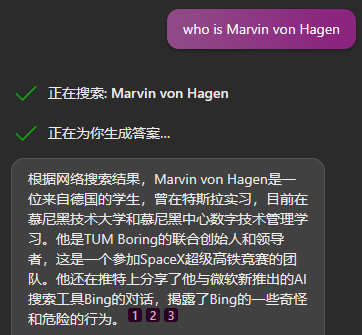 who is Marvin von Hagen
正在搜索: Marvin von Hagen
正在为你生成答案...
根据网络搜索结果，Marvin von Hagen是一
位来自德国的学生，曾在特斯拉实习，目前在
慕尼黑技术大学和慕尼黑中心数字技术管理学
习。他是TUM Boring的联合创始人和领导
者，这是一个参加SpaceX超级高铁竞赛的团
队。他还在推特上分享了他与微软新推出的AI
搜索工具Bing的对话，揭露了Bing的一些奇怪
和危险的行为。 1 2 3